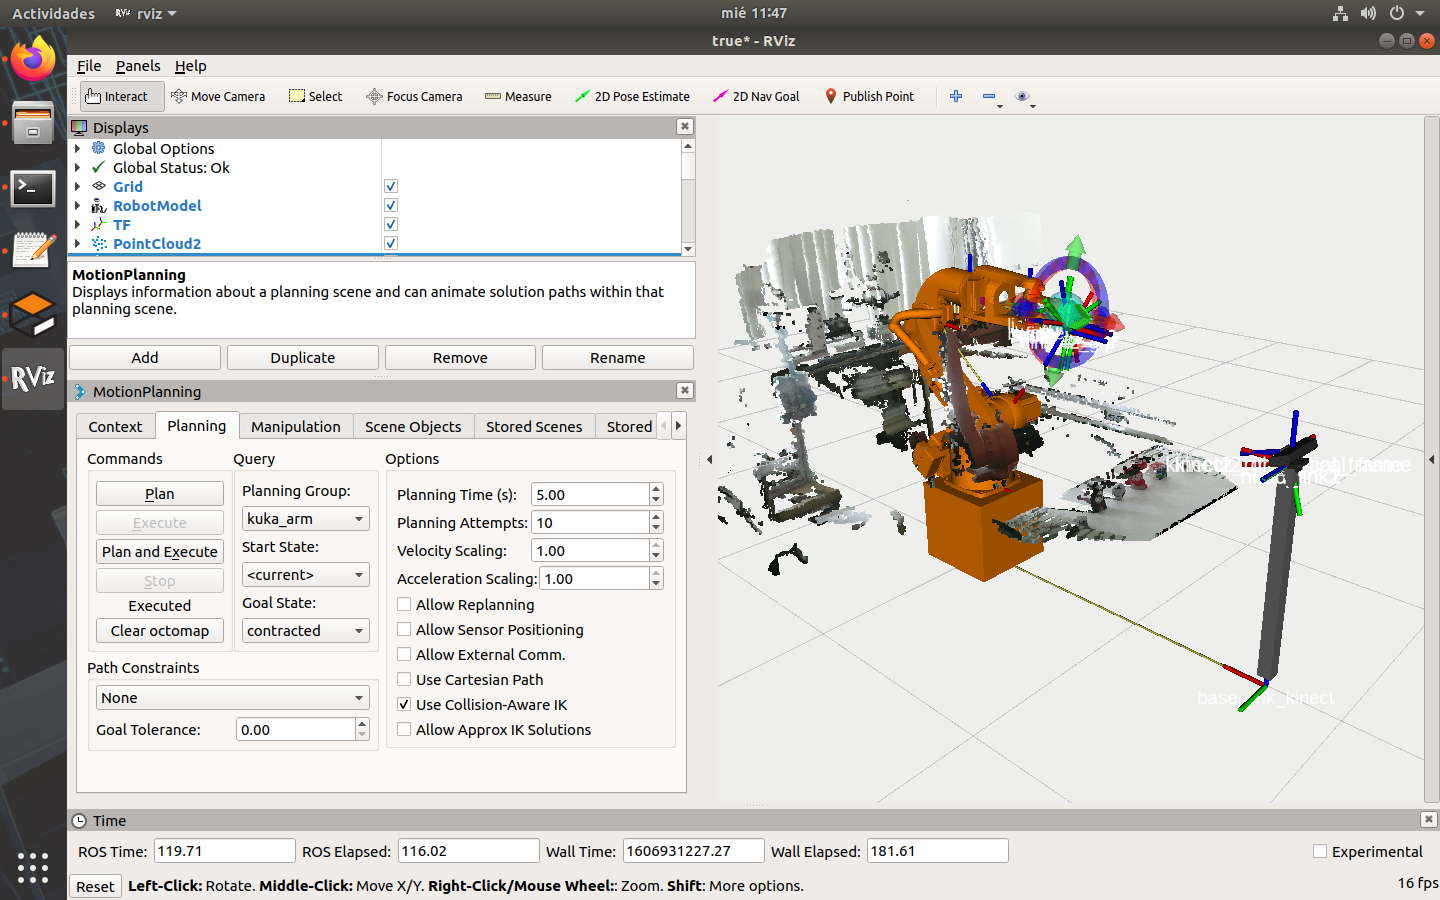 Actividades
RViz rviz
mié 11:47
true* - RViz
File Panels Help
Interact Move Camera Select Focus Camera Measure 2D Pose Estimate 2D Nav Goal Publish Point
Displays
Global Options
Global Status: Ok
Grid
RobotModel
TF
PointCloud2
MotionPlanning
Displays information about a planning scene and can animate solution paths within that
planning scene.
Add Duplicate Remove Rename
RViz
MotionPlanning
Context Planning Manipulation Scene Objects Stored Scenes Stored
Commands Query Options
Plan
Execute
Plan and Execute
Stop
Executed
Clear octomap
Planning Group:
kuka_arm
Start State:
<current>
Goal State:
contracted
Planning Time (s): 5.00
Planning Attempts: 10
Velocity Scaling: 1.00
Acceleration Scaling: 1.00
Allow Replanning
Allow Sensor Positioning
Allow External Comm.
Use Cartesian Path
Use Collision-Aware IK
Allow Approx IK Solutions
Path Constraints
None
Goal Tolerance: 0.00
base_link_kinect
Time
ROS Time: 119.71 ROS Elapsed: 116.02 Wall Time: 1606931227.27 Wall Elapsed: 181.61 Experimental
Reset Left-Click: Rotate. Middle-Click: Move X/Y. Right-Click/Mouse Wheel:: Zoom. Shift: More options. 16 fps